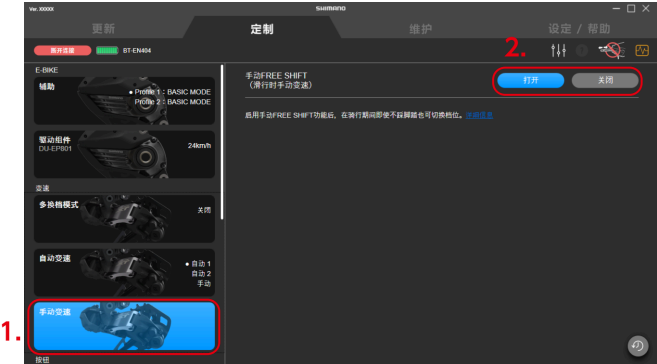 Ver. XXXXX
SHIMANO
更新
定制
维护
设定 / 帮助
断开连接
BT-EN404
2.
E-BIKE
辅助
● Profile 1 : BASIC MODE
Profile 2 : BASIC MODE
驱动组件
DU-EP801
24km/h
变速
多换档模式
关闭
自动变速
● 自动 1
自动 2
手动
1.
手动变速
按钮
手动FREE SHIFT
（滑行时手动变速）
打开
关闭
启用手动FREE SHIFT功能后，在骑行期间即使不踩脚踏也可切换档位。详细信息